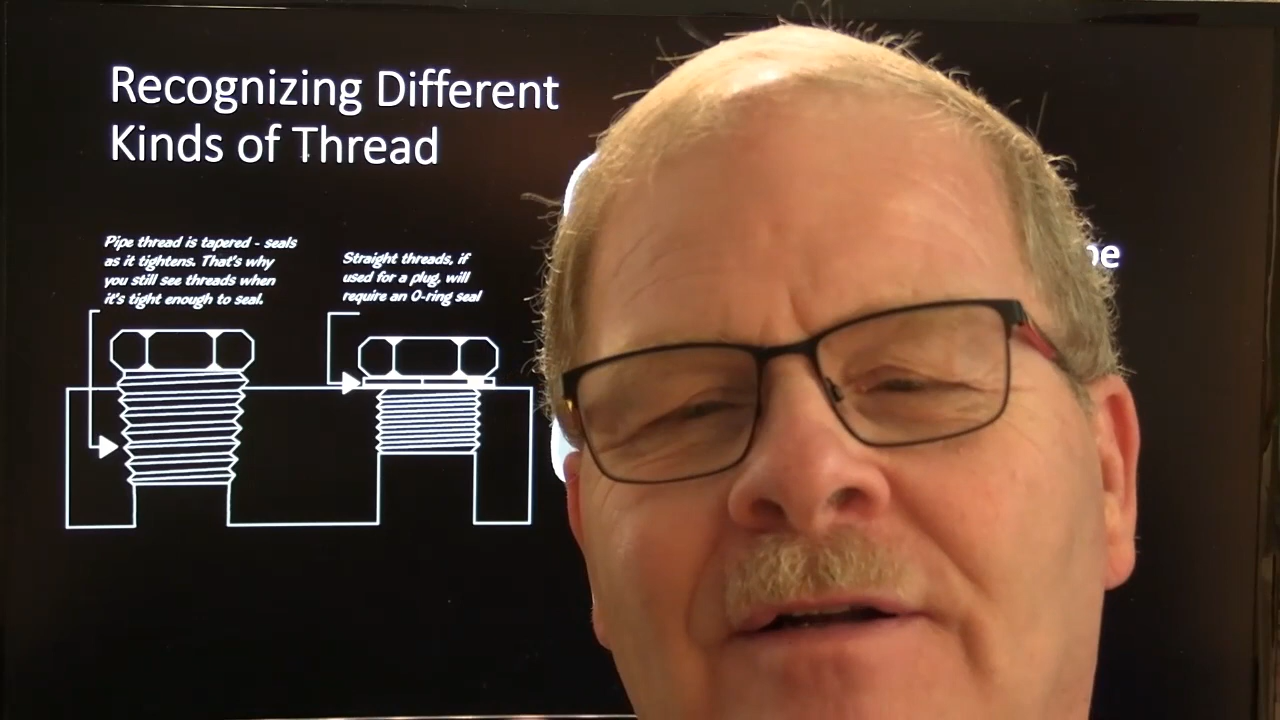 Recognizing Different
Kinds of Thread
Pipe thread is tapered - seals
as it tightens. That's why
you still see threads when
it's tight enough to seal.
Straight threads, if
used for a plug, will
require an O-ring seal